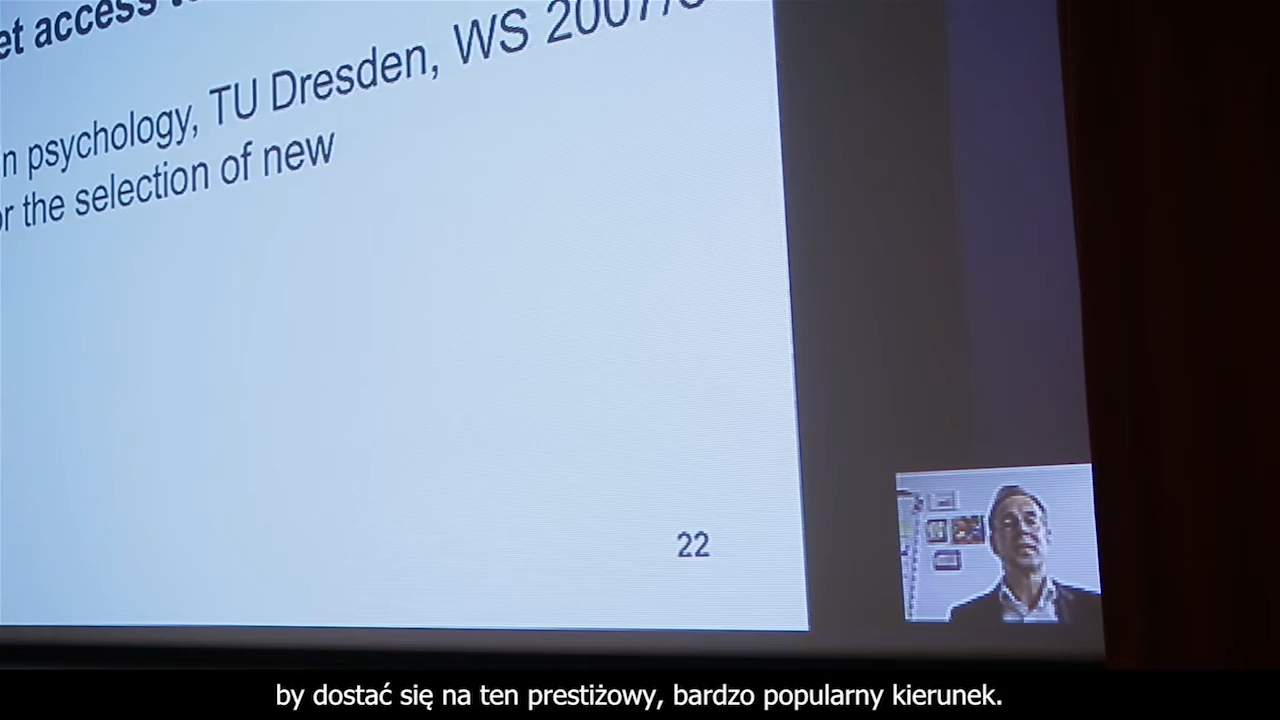 et access
n psychology, TU Dresden, WS 2007/
or the selection of new
22
by dostać się na ten prestiżowy, bardzo popularny kierunek.